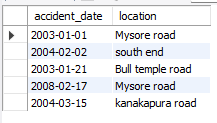 accident_date location
2003-01-01 Mysore road
2004-02-02 south end
2003-01-21 Bull temple road
2008-02-17 Mysore road
2004-03-15 kanakapura road